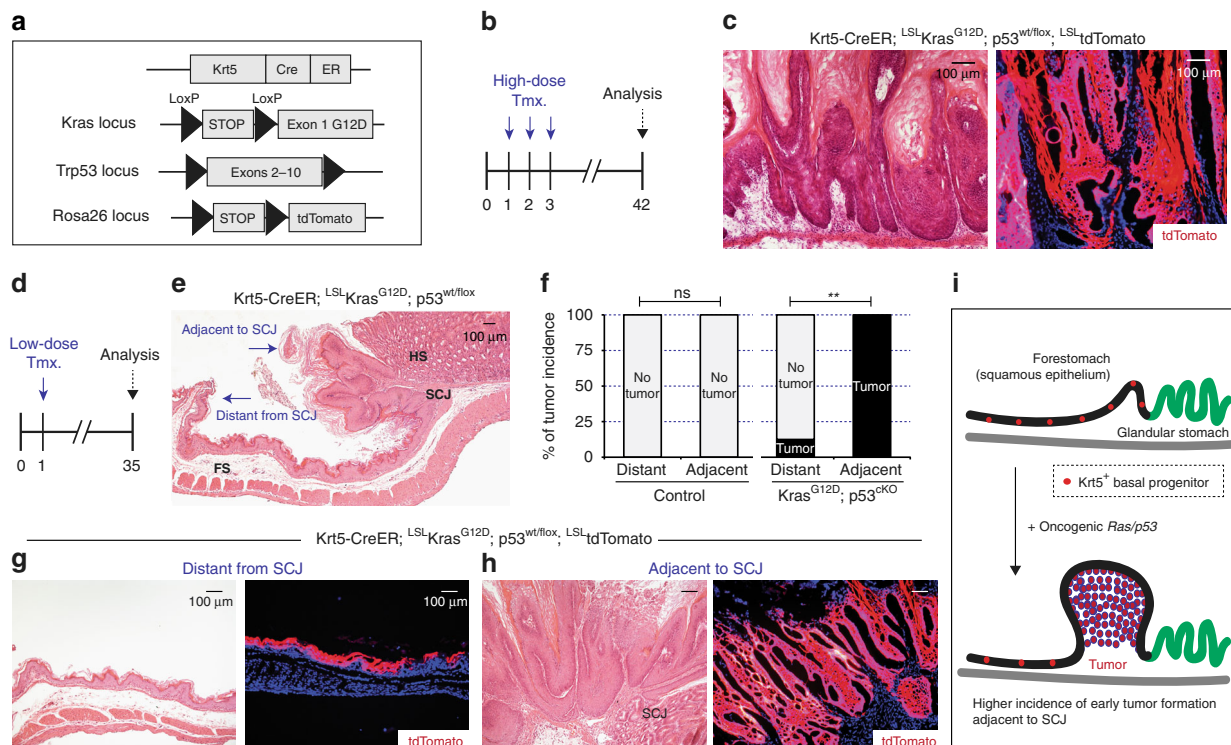 a
Krt5 Cre ER
LoxP LoxP
Kras locus STOP Exon 1 G12D
Trp53 locus Exons 2–10
Rosa26 locus STOP tdTomato
b
High-dose
Tmx.
Analysis
0 1 2 3 42
c
Krt5-CreER; LSLKrasG12D; p53wt/flox; LSLtdTomato
100 μm
100 μm
tdTomato
d
Low-dose
Tmx.
Analysis
0 1 35
e
Krt5-CreER; LSLKrasG12D; p53wt/flox
Adjacent to SCJ
100 μm
HS
SCJ
Distant from SCJ
FS
f
ns
**
% of tumor incidence
100
75
50
25
0
No
tumor
No
tumor
No
tumor
Tumor
Tumor
Distant Adjacent Distant Adjacent
Control KrasG12D; p53cKO
Krt5-CreER; LSLKrasG12D; p53wt/flox; LSLtdTomato
g
Distant from SCJ
100 μm
100 μm
tdTomato
h
Adjacent to SCJ
SCJ
tdTomato
i
Forestomach
(squamous epithelium)
Glandular stomach
Krt5+ basal progenitor
+ Oncogenic Ras/p53
Tumor
Higher incidence of early tumor formation
adjacent to SCJ